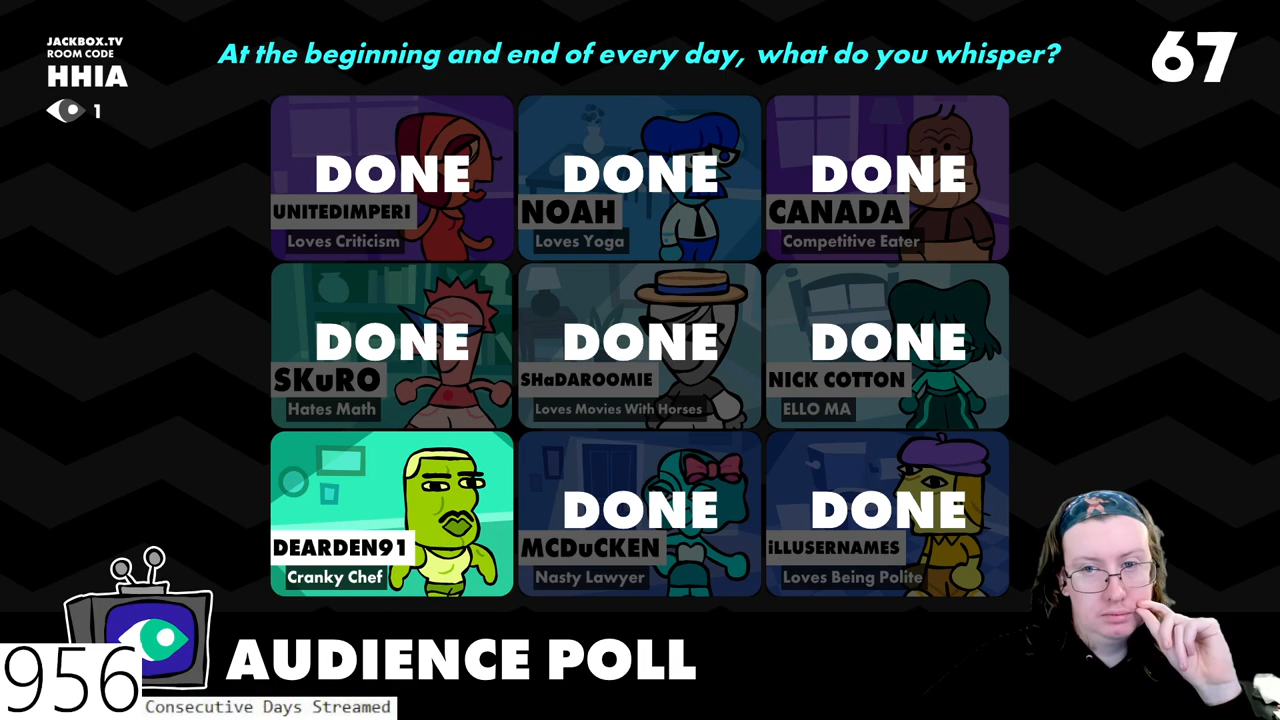 JACKBOX.TV
ROOM CODE
HHIA
1
At the beginning and end of every day, what do you whisper?
67
DONE
UNITEDIMPERI
Loves Criticism
DONE
NOAH
Loves Yoga
DONE
CANADA
Competitive Eater
DONE
SKuRO
Hates Math
DONE
SHaDAROOMIE
Loves Movies With Horses
DONE
NICK COTTON
ELLO MA
DEARDEN91
Cranky Chef
DONE
MCDuCKEN
Nasty Lawyer
DONE
iLLUSERNAMES
Loves Being Polite
AUDIENCE POLL
956
Consecutive Days Streamed